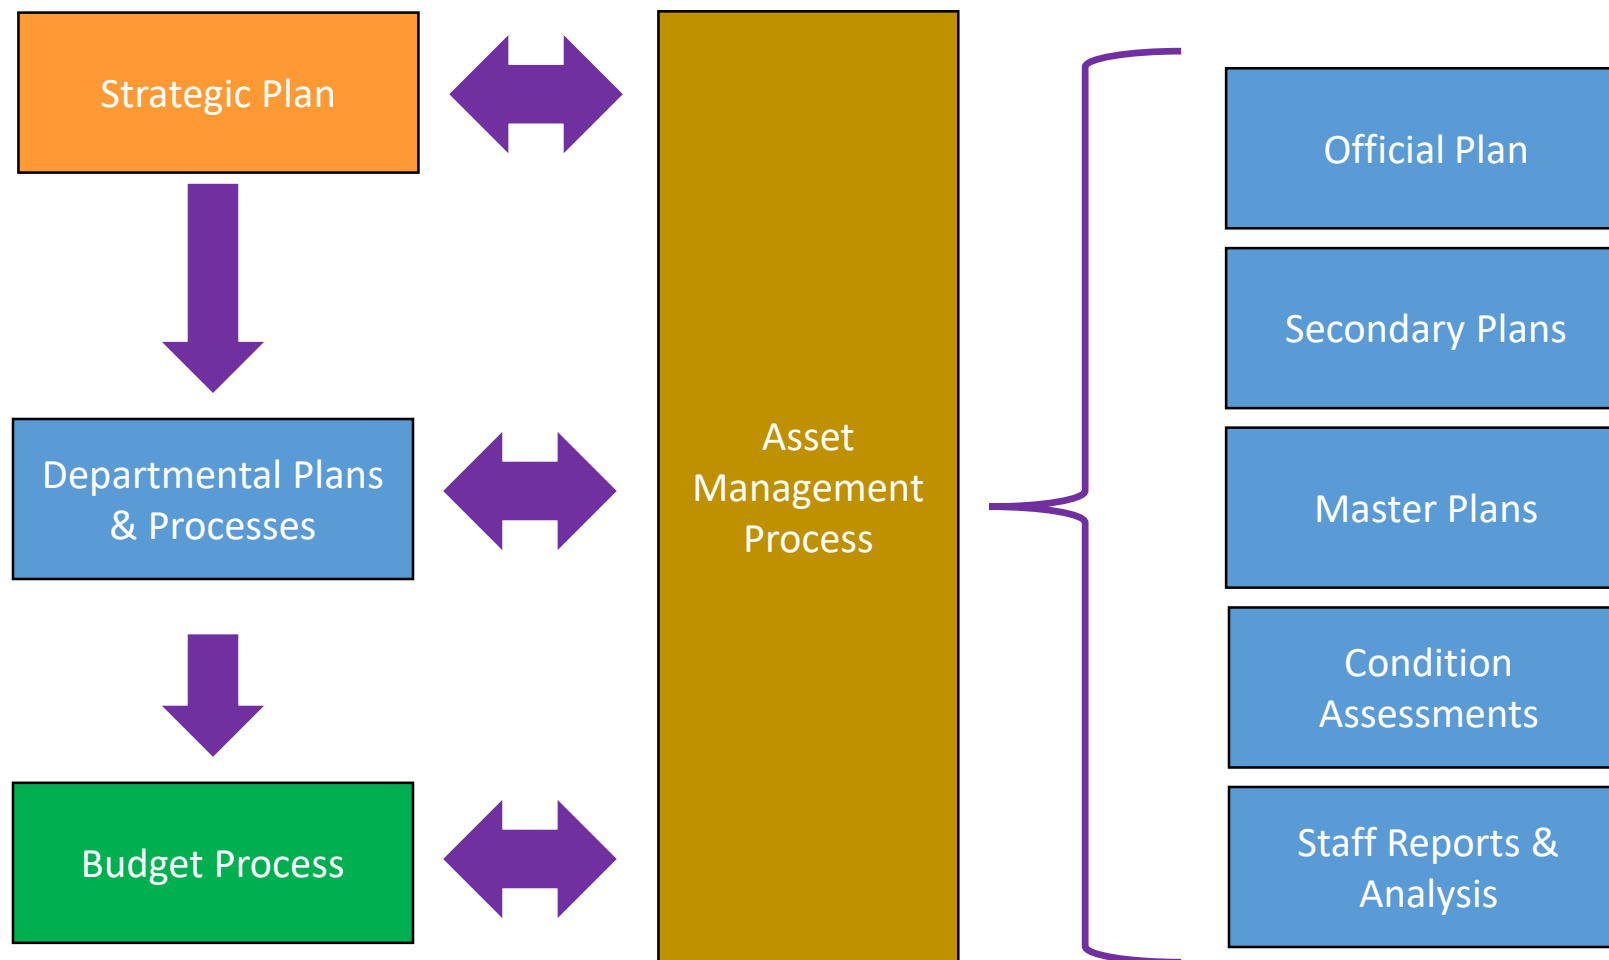 Strategic Plan
Departmental Plans
& Processes
Budget Process
Asset
Management
Process
Official Plan
Secondary Plans
Master Plans
Condition
Assessments
Staff Reports &
Analysis